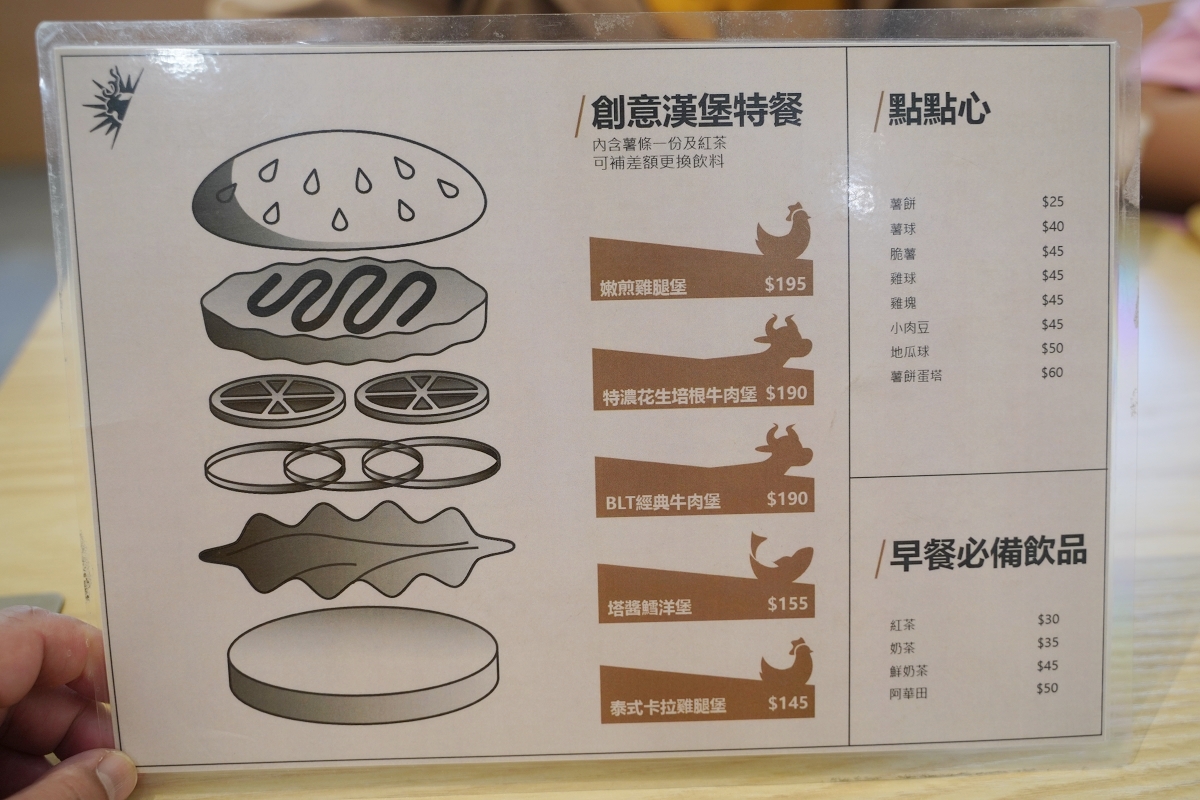 創意漢堡特餐
內含薯條一份及紅茶
可補差額更換飲料
嫩煎雞腿堡 $195
特濃花生培根牛肉堡 $190
BLT經典牛肉堡 $190
塔醬鱈洋堡 $155
泰式卡拉雞腿堡 $145
點點心
薯餅 $25
薯球 $40
脆薯 $45
雞球 $45
雞塊 $45
小肉豆 $45
地瓜球 $50
薯餅蛋塔 $60
早餐必備飲品
紅茶 $30
奶茶 $35
鮮奶茶 $45
阿華田 $50